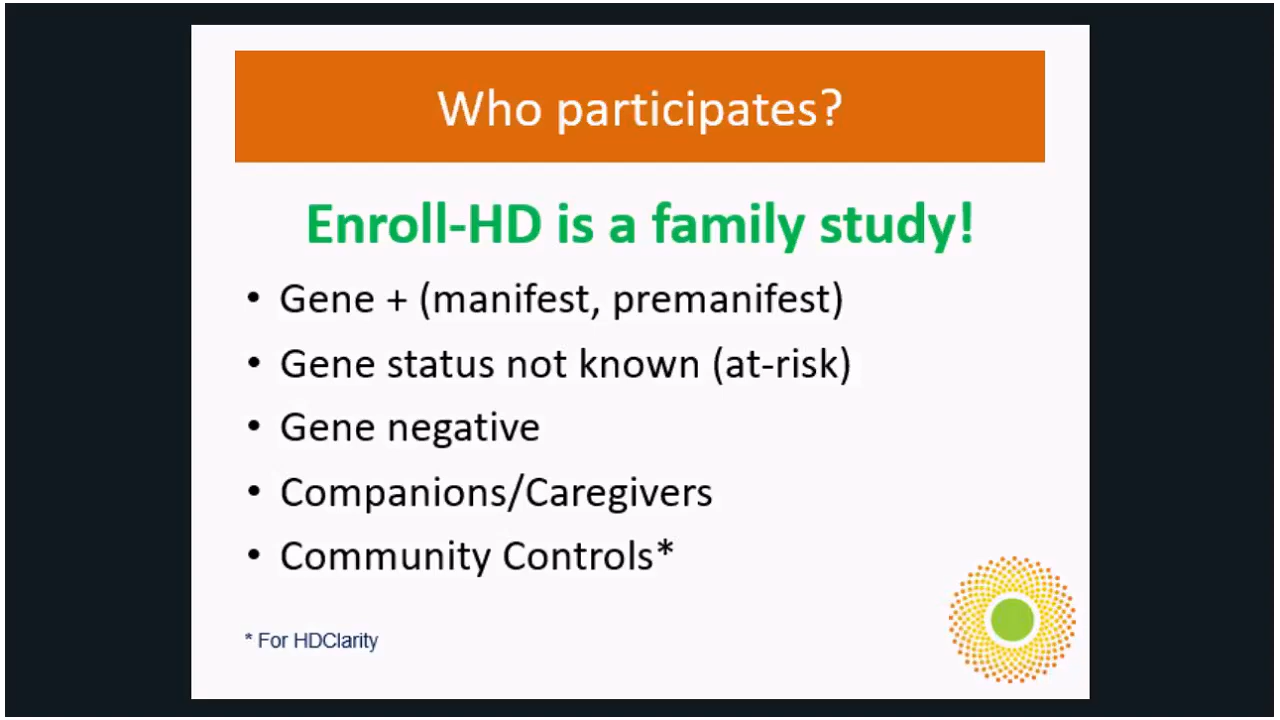 Who participates?
Enroll-HD is a family study!
• Gene + (manifest, premanifest)
• Gene status not known (at-risk)
• Gene negative
• Companions/Caregivers
• Community Controls*
* For HDClarity